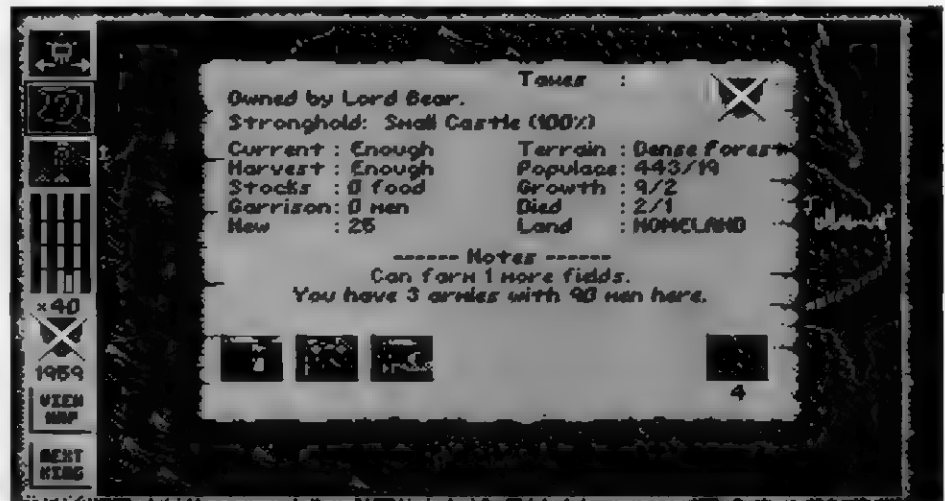 Taxes :
Owned by Lord Bear.
Stronghold: Small Castle (100%)
Current : Enough
Harvest : Enough
Stocks : 0 food
Garrison: 0 men
New : 25
Terrain : Dense Forest
Populace: 443/19
Growth : 9/2
Died : 2/1
Land : HOMELAND
------ Notes ------
Can farm 1 more fields.
You have 3 armies with 90 men here.
4
×40
1959
VIEW
MAP
NEXT
KING